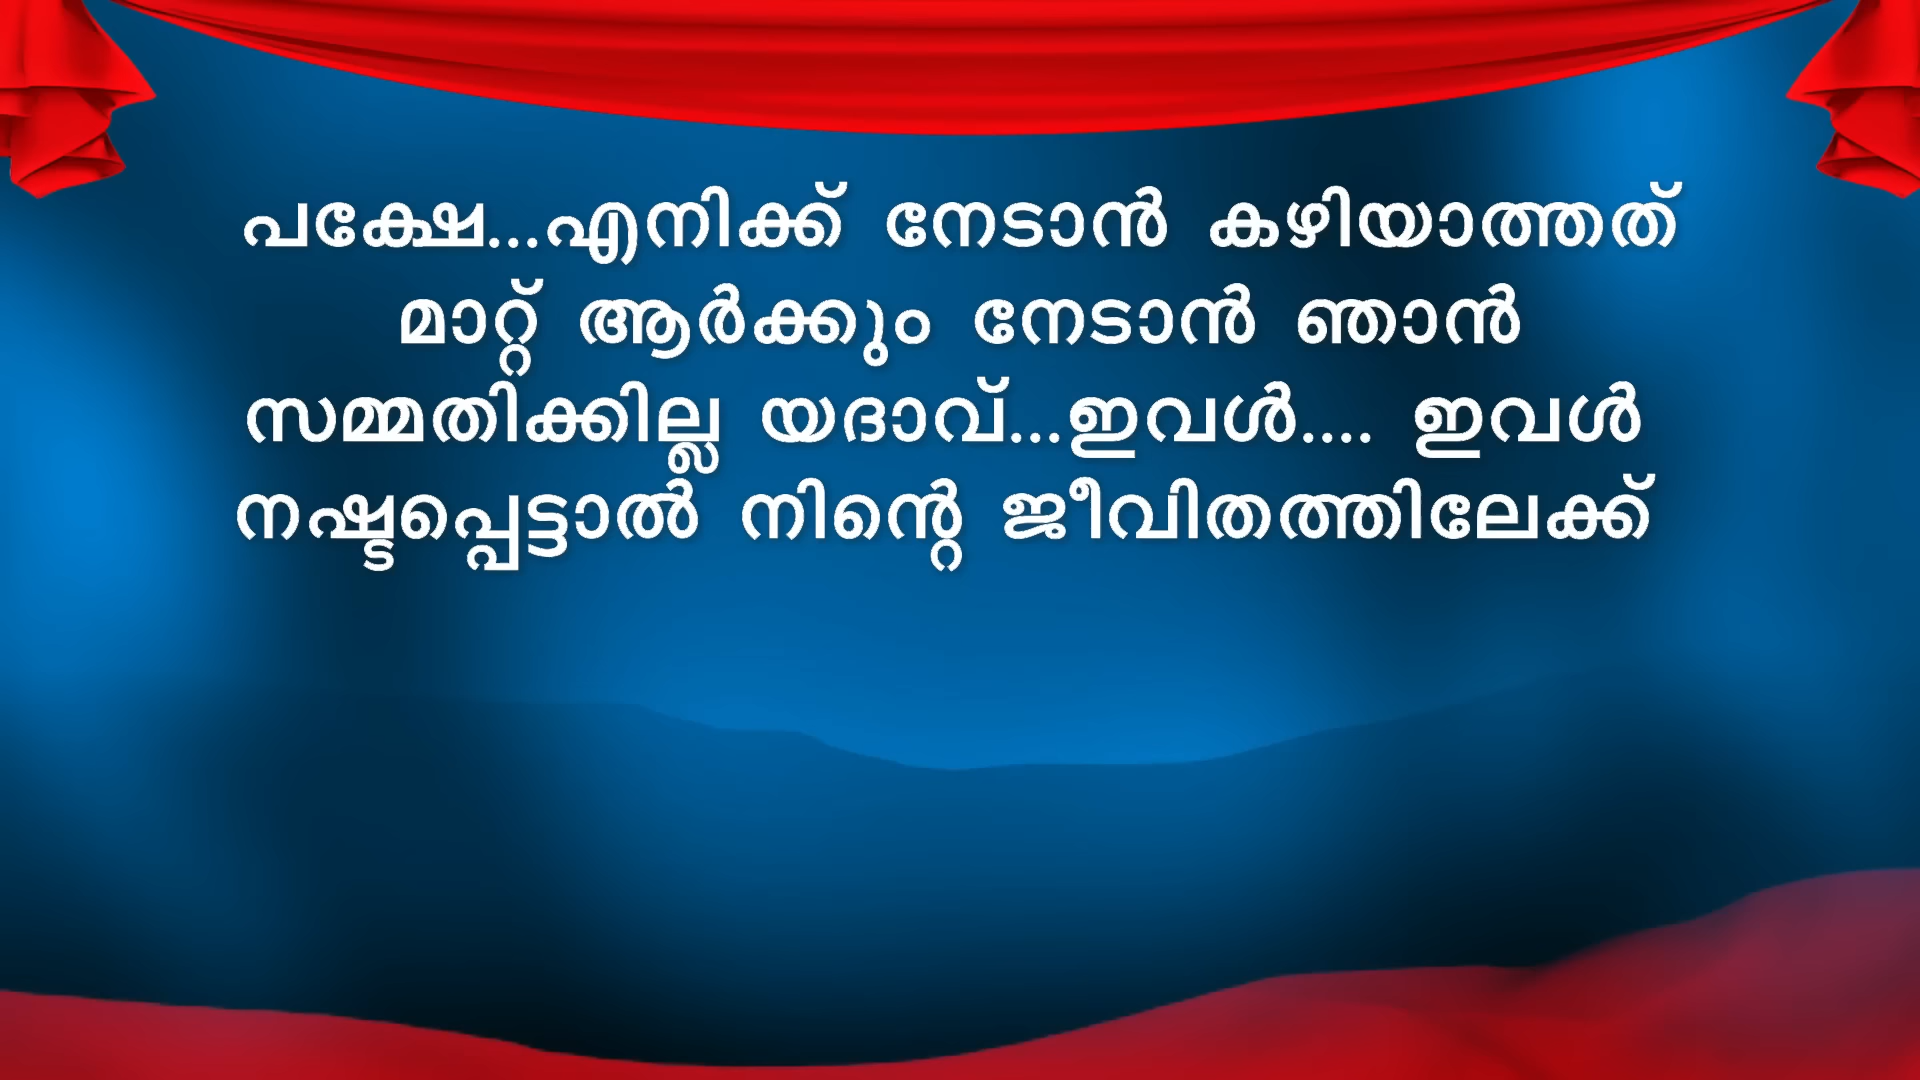 പക്ഷേ...എനിക്ക് നേടാൻ കഴിയാത്തത്
മാറ്റ് ആർക്കും നേടാൻ ഞാൻ
സമ്മതിക്കില്ല യദാവ്...ഇവൾ.... ഇവൾ
നഷ്ടപ്പെട്ടാൽ നിന്റെ ജീവിതത്തിലേക്ക്